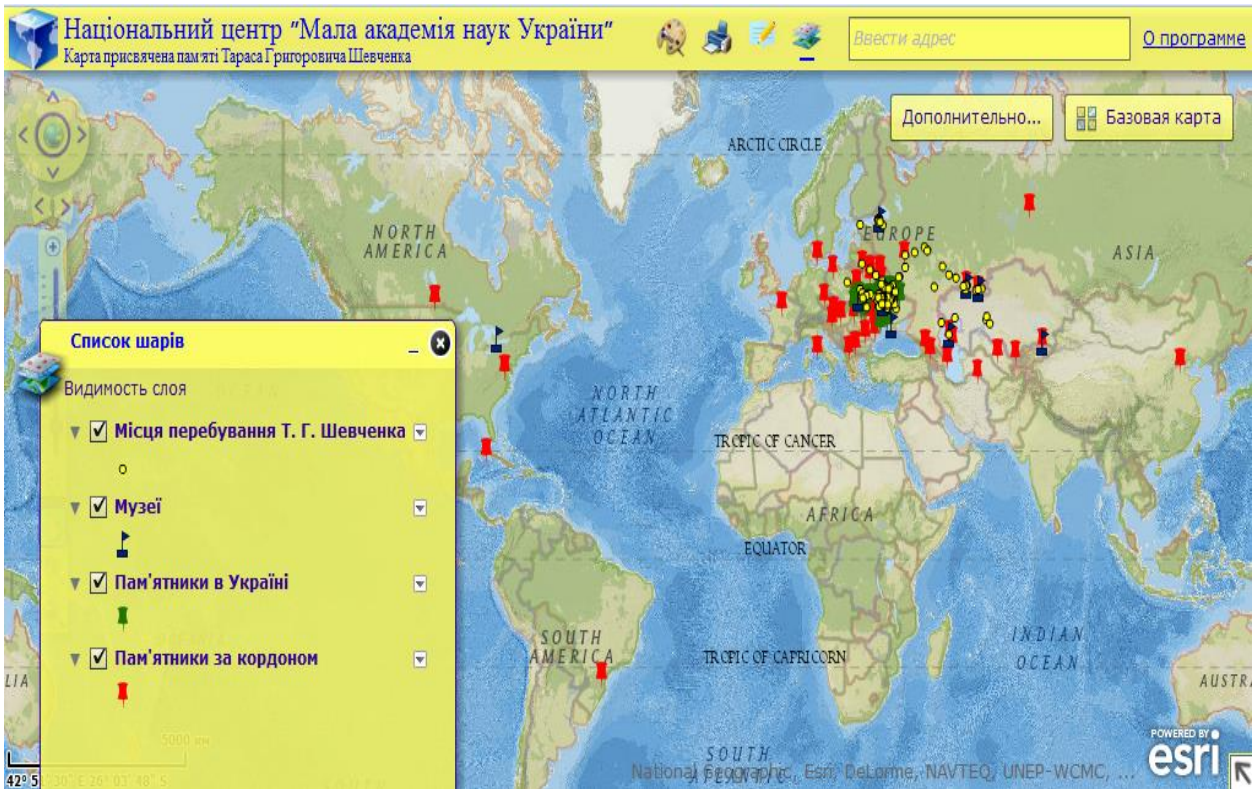 Національний центр "Мала академія наук України"
Карта присвячена пам'яті Тараса Григоровича Шевченка
Ввести адрес
О программе
Дополнительно...
Базовая карта
ARCTIC CIRCLE
NORTH
AMERICA
EUROPE
ASIA
Список шарів
Видимость слоя
Місця перебування Т. Г. Шевченка
Музеї
Пам'ятники в Україні
Пам'ятники за кордоном
NORTH
ATLANTIC
OCEAN
TROPIC OF CANCER
AFRICA
EQUATOR
SOUTH
AMERICA
TROPIC OF CAPRICORN
INDIAN
OCEAN
LIA
AUSTRA
5000 км
SOUTH
National Geographic, Esri, DeLorme, NAVTEQ, UNEP-WCMC, ...
POWERED BY
esri